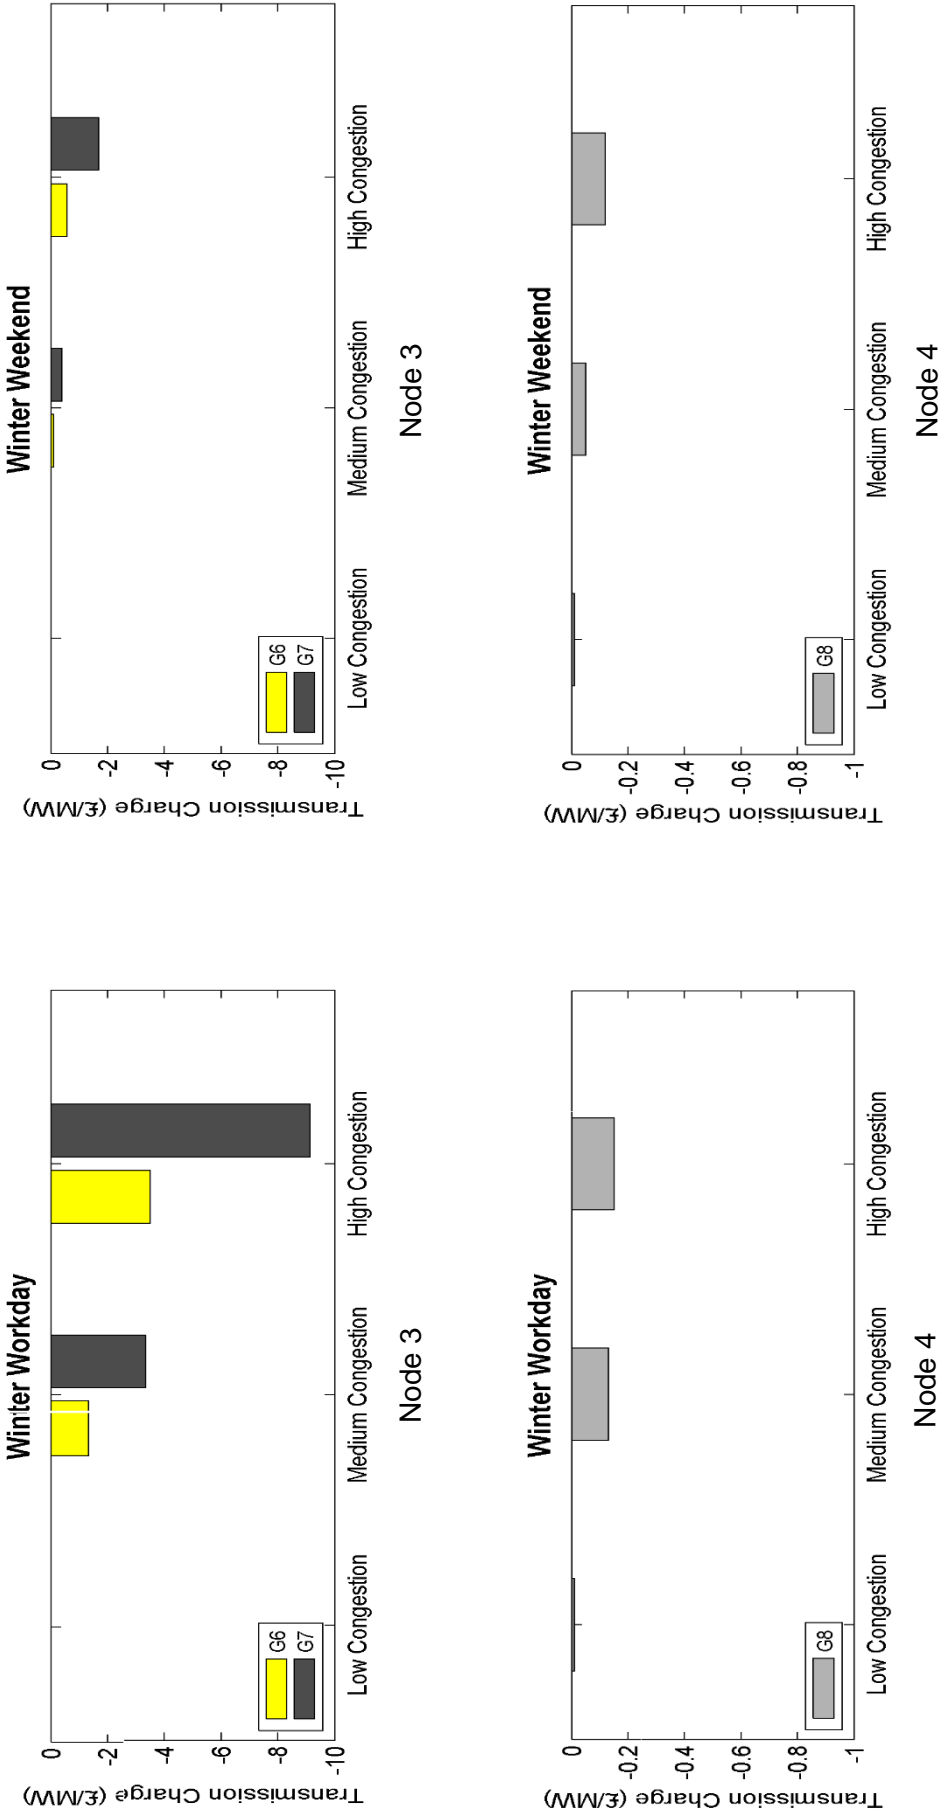 Winter Workday
Transmission Charge (£/MW)
0
-2
-4
-6
-8
-10
G6
G7
Low Congestion
Medium Congestion
High Congestion
Node 3
Winter Weekend
Transmission Charge (£/MW)
0
-2
-4
-6
-8
-10
G6
G7
Low Congestion
Medium Congestion
High Congestion
Node 3
Winter Workday
Transmission Charge (£/MW)
0
-0.2
-0.4
-0.6
-0.8
-1
G8
Low Congestion
Medium Congestion
High Congestion
Node 4
Winter Weekend
Transmission Charge (£/MW)
0
-0.2
-0.4
-0.6
-0.8
-1
G8
Low Congestion
Medium Congestion
High Congestion
Node 4